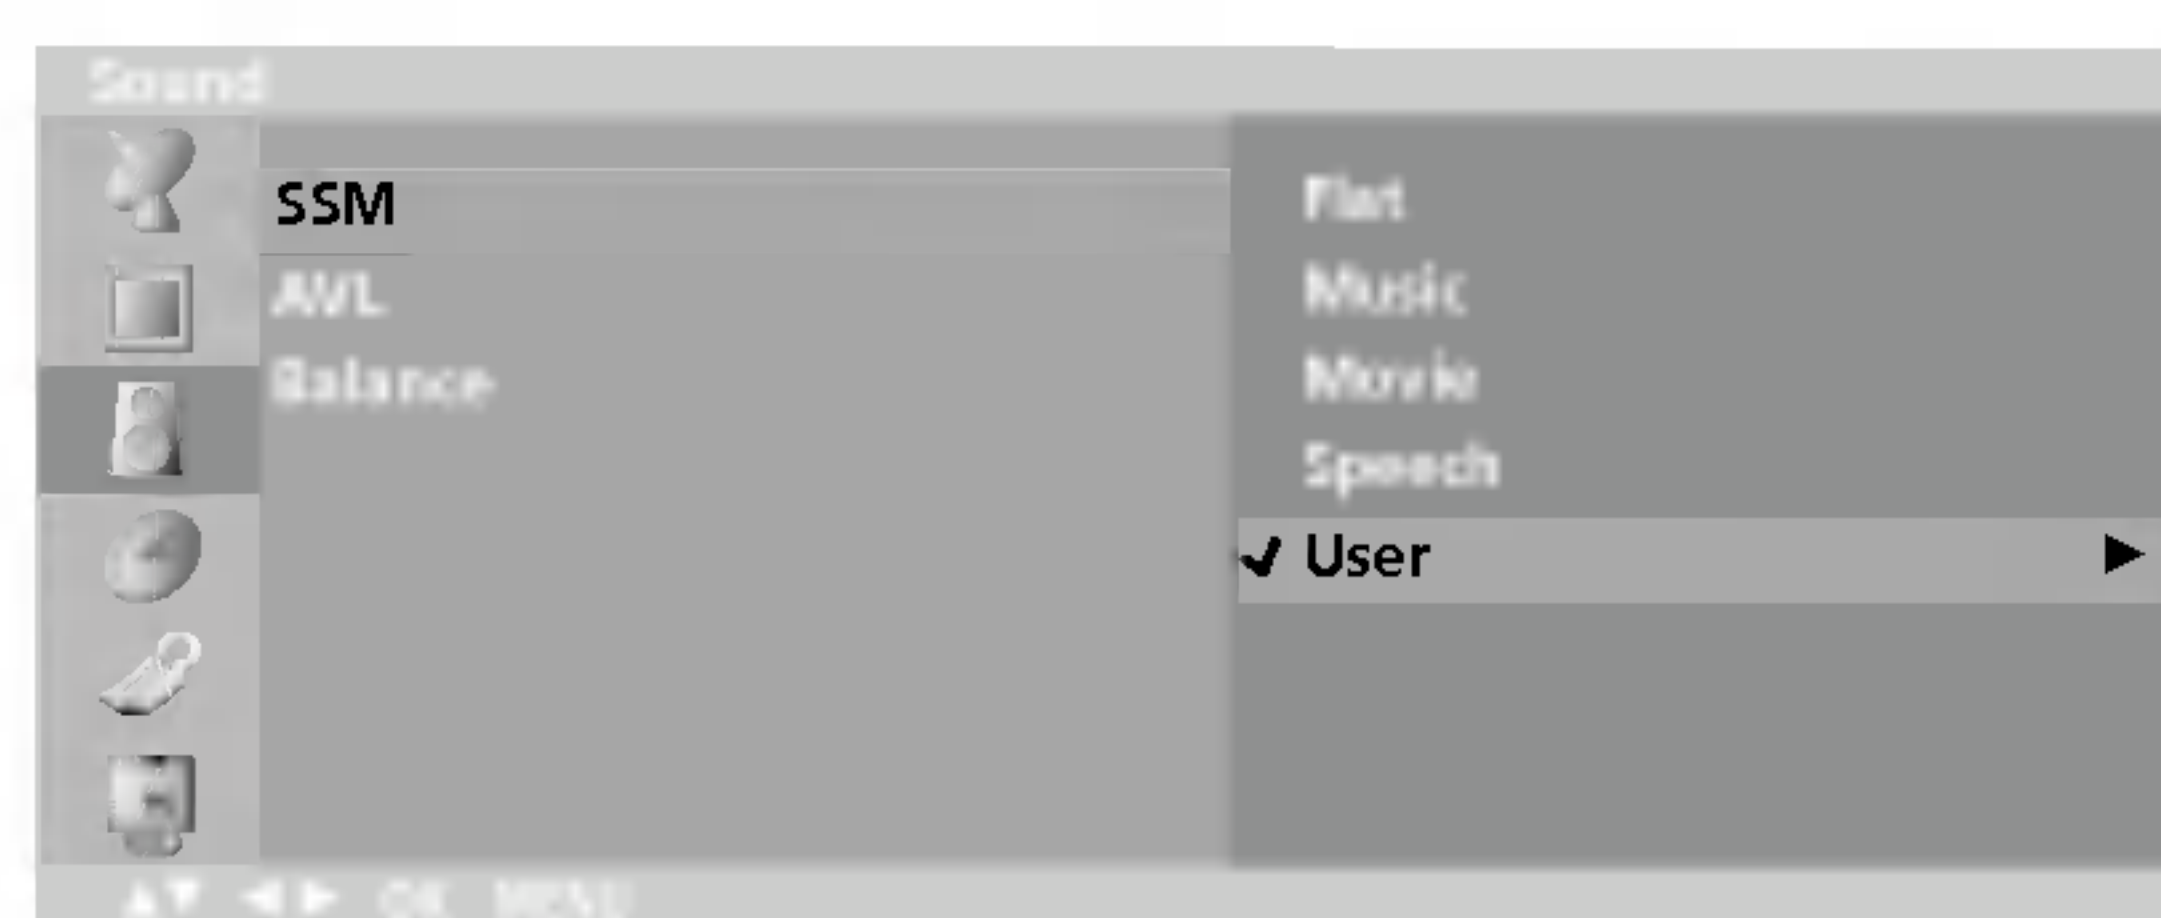 Sound
SSM
AVL
Balance
Flat
Music
Movie
Speech
✔ User ▶
▲▼ ◀▶ OK MENU